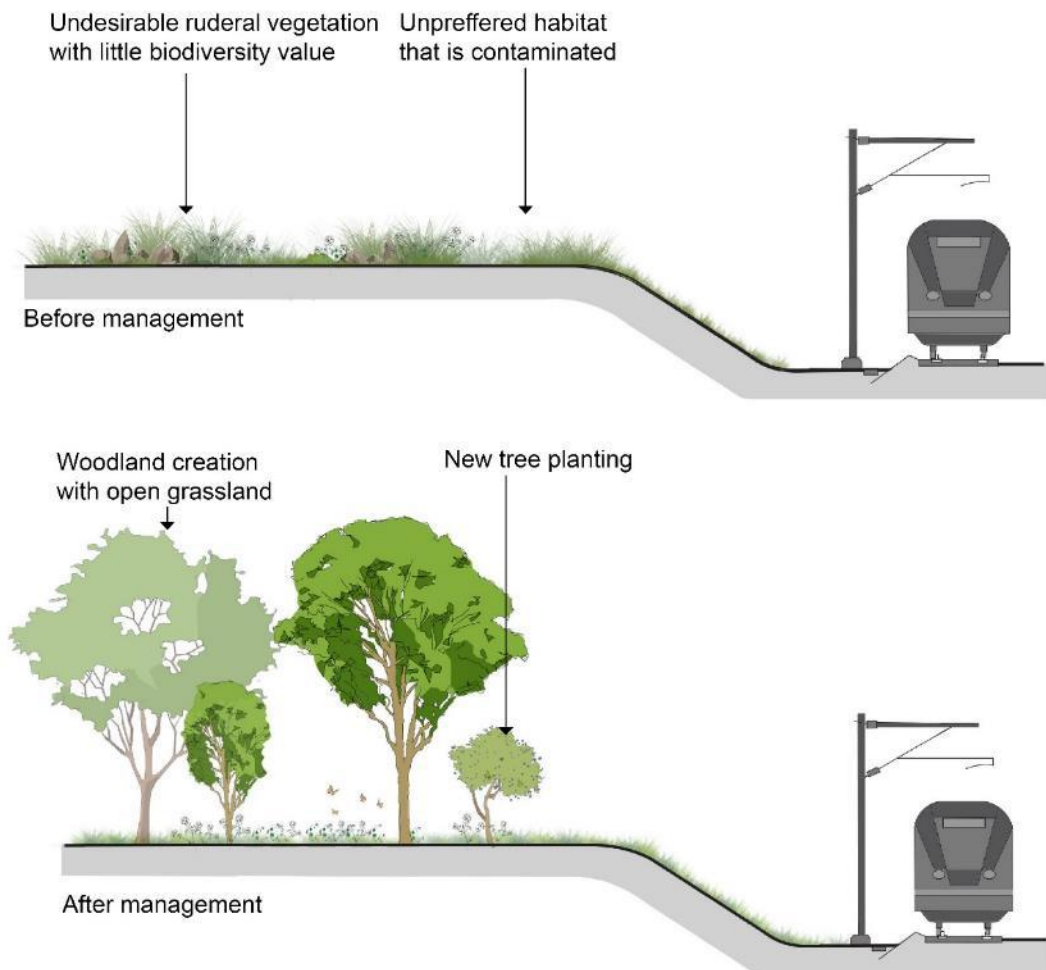 Undesirable ruderal vegetation
with little biodiversity value
Unpreffered habitat
that is contaminated
Before management
Woodland creation
with open grassland
New tree planting
After management